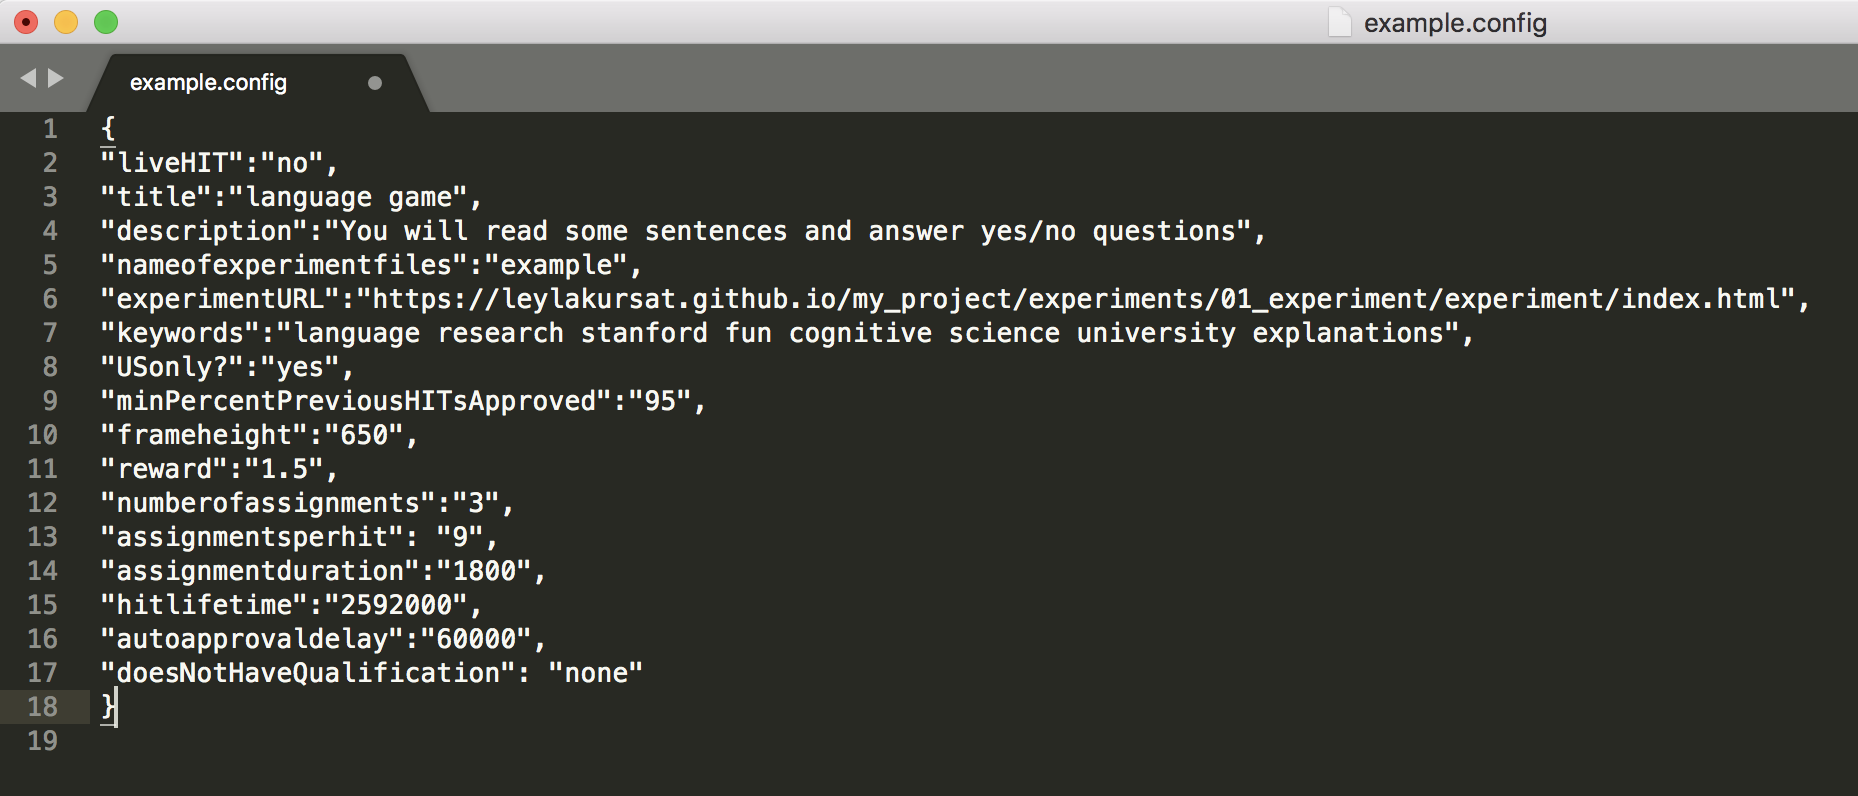 example.config
example.config
1 {
2 "liveHIT":"no",
3 "title":"language game",
4 "description":"You will read some sentences and answer yes/no questions",
5 "nameofexperimentfiles":"example",
6 "experimentURL":"https://leylakursat.github.io/my_project/experiments/01_experiment/experiment/index.html",
7 "keywords":"language research stanford fun cognitive science university explanations",
8 "USonly?":"yes",
9 "minPercentPreviousHITsApproved":"95",
10 "frameheight":"650",
11 "reward":"1.5",
12 "numberofassignments":"3",
13 "assignmentsperhit": "9",
14 "assignmentduration":"1800",
15 "hitlifetime":"2592000",
16 "autoapprovaldelay":"60000",
17 "doesNotHaveQualification": "none"
18 }
19